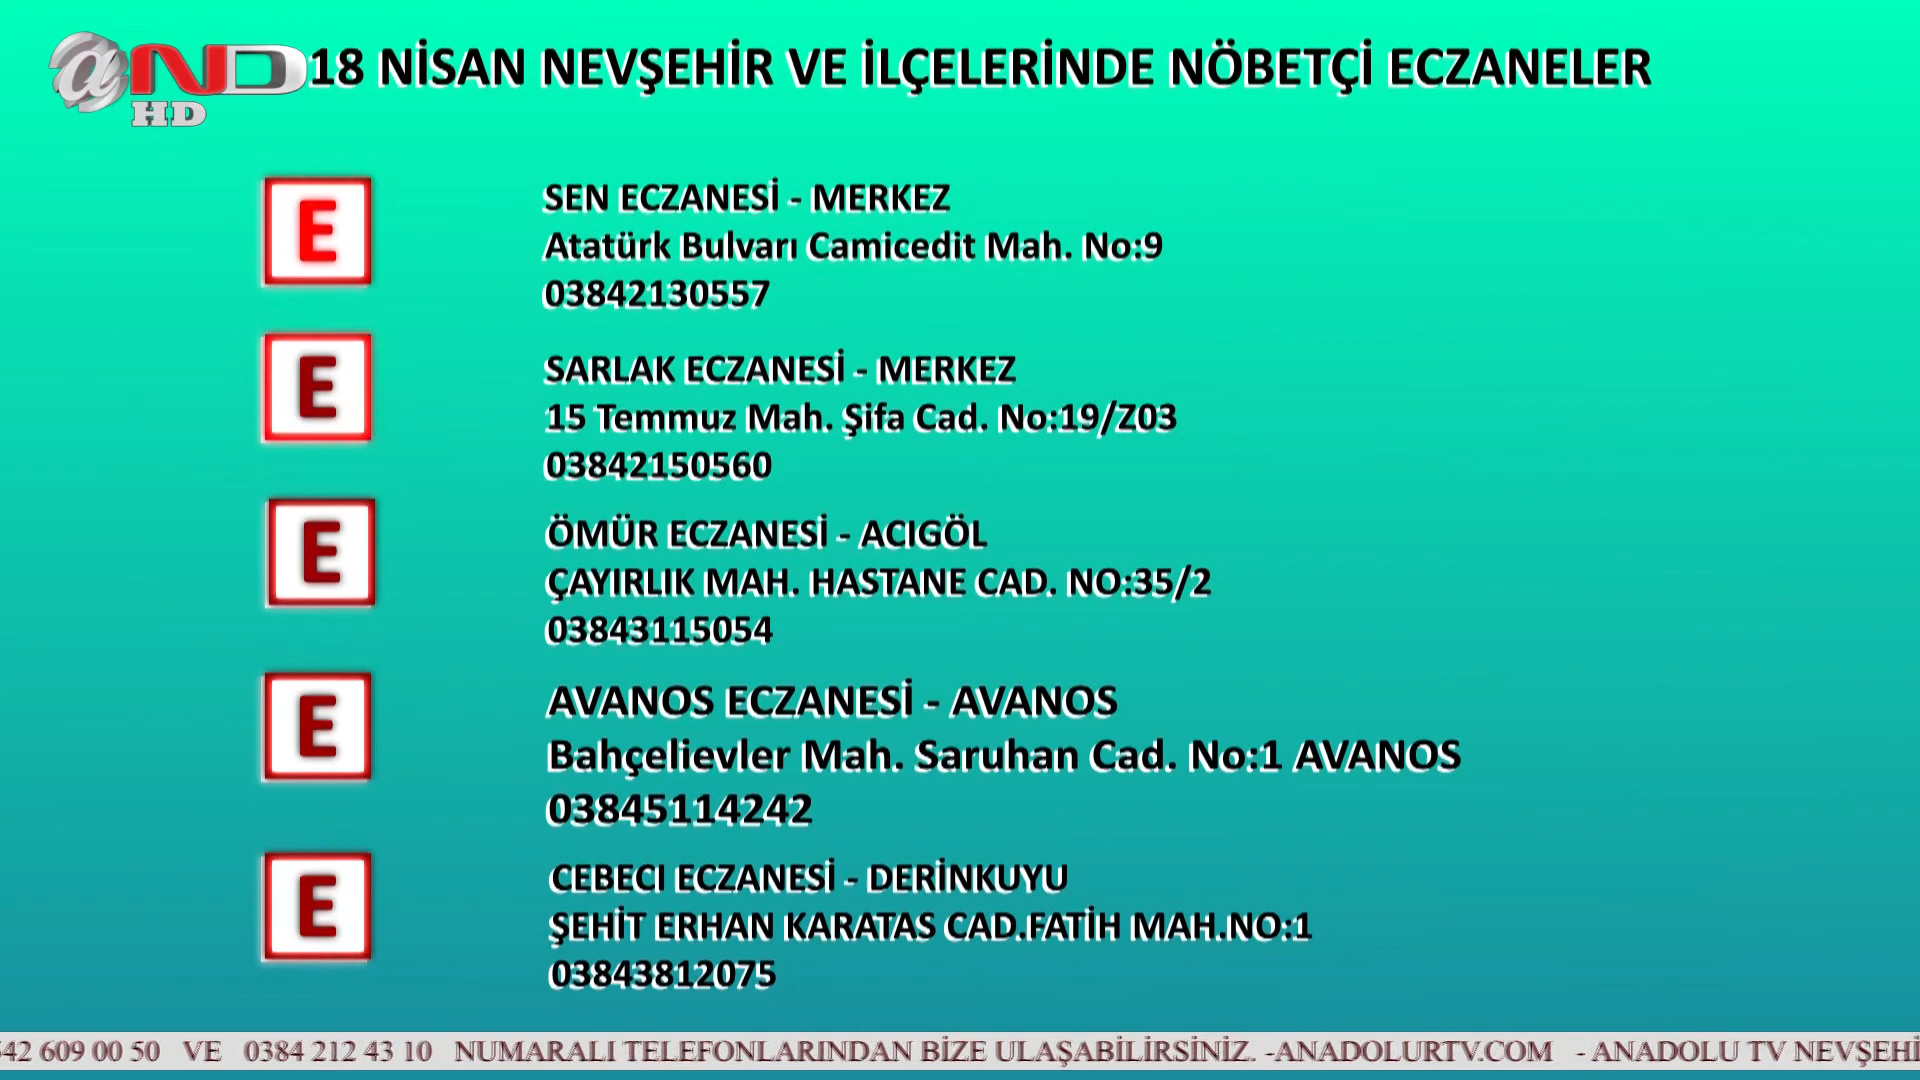 @ND
HD
18 NİSAN NEVŞEHİR VE İLÇELERİNDE NÖBETÇİ ECZANELER
E
SEN ECZANESİ - MERKEZ
Atatürk Bulvarı Camicedit Mah. No:9
03842130557
E
SARLAK ECZANESİ - MERKEZ
15 Temmuz Mah. Şifa Cad. No:19/Z03
03842150560
E
ÖMÜR ECZANESİ - ACIGÖL
ÇAYIRLIK MAH. HASTANE CAD. NO:35/2
03843115054
E
AVANOS ECZANESİ - AVANOS
Bahçelievler Mah. Saruhan Cad. No:1 AVANOS
03845114242
E
CEBECI ECZANESİ - DERİNKUYU
ŞEHİT ERHAN KARATAS CAD.FATİH MAH.NO:1
03843812075
42 609 00 50 VE 0384 212 43 10 NUMARALI TELEFONLARINDAN BİZE ULAŞABİLİRSİNİZ. -ANADOLURTV.COM - ANADOLU TV NEVŞEHİ